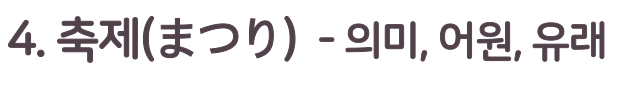 4. 축제(まつり) - 의미, 어원, 유래